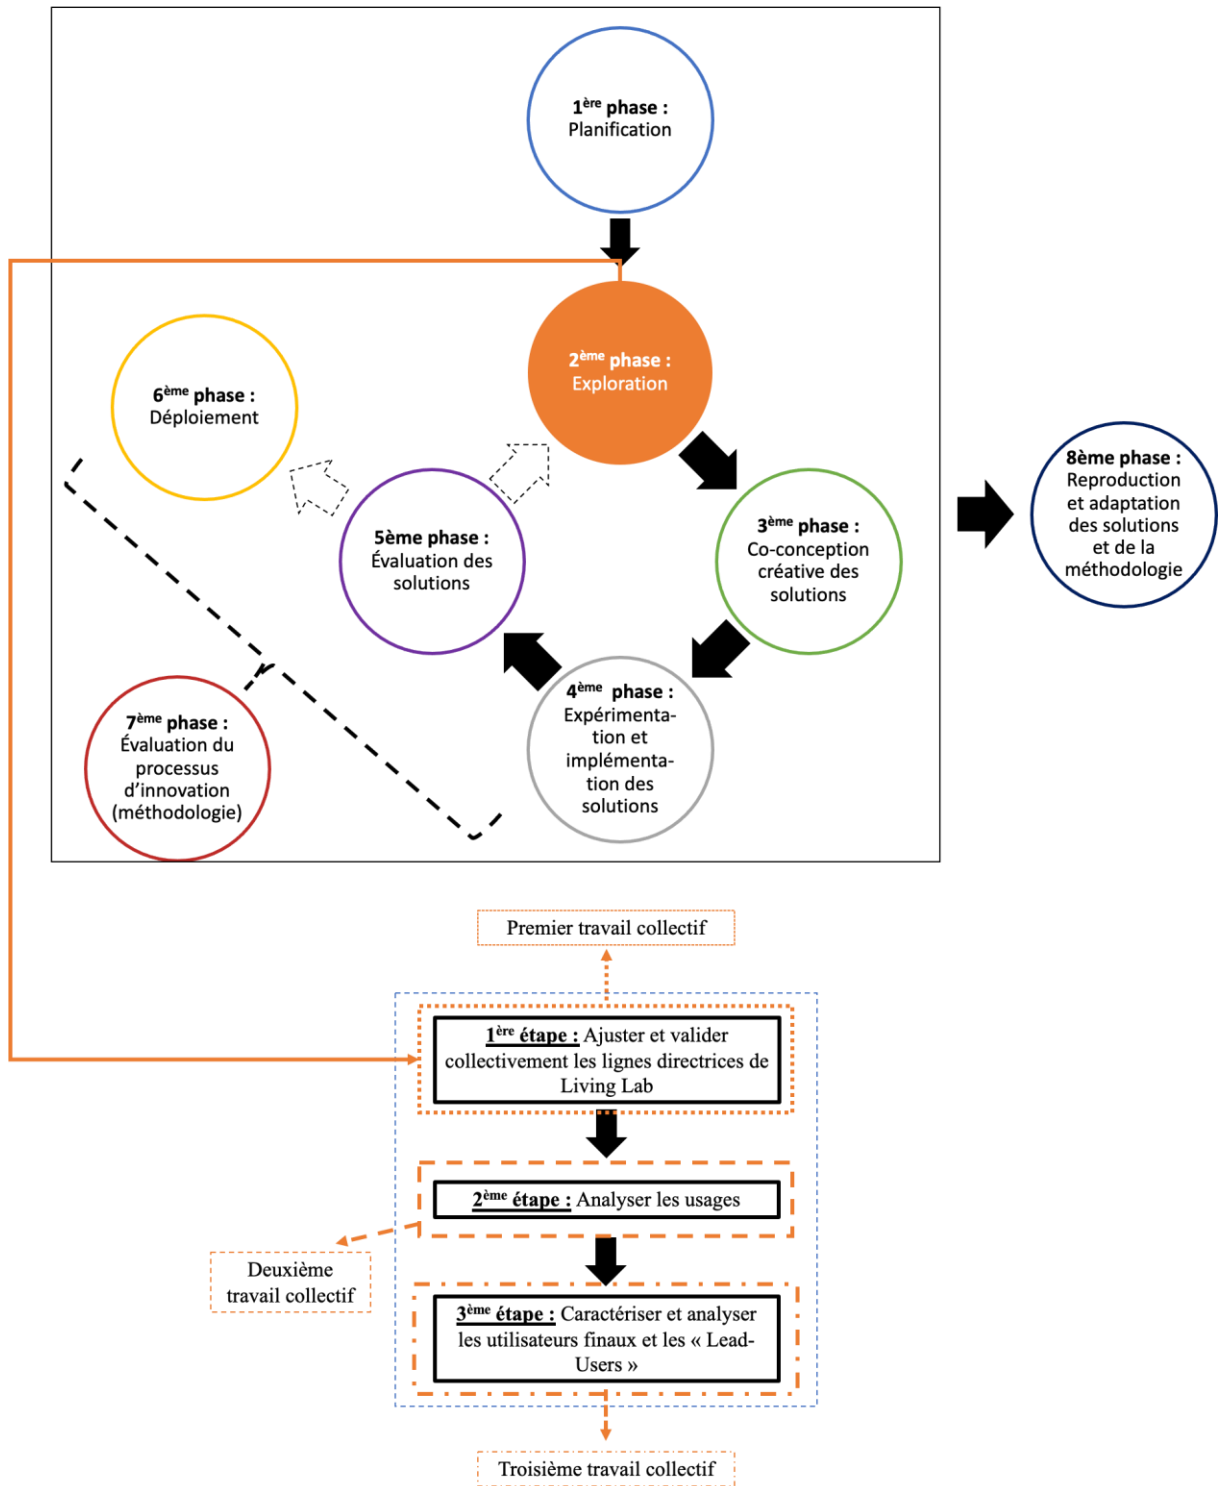 1ère phase :
Planification
2ème phase :
Exploration
6ème phase :
Déploiement
8ème phase :
Reproduction
et adaptation
des solutions
et de la
méthodologie
3ème phase :
Co-conception
créative des
solutions
5ème phase :
Évaluation des
solutions
4ème phase :
Expérimenta-
tion et
implémenta-
tion des
solutions
7ème phase :
Évaluation du
processus
d’innovation
(méthodologie)
Premier travail collectif
1ère étape : Ajuster et valider
collectivement les lignes directrices de
Living Lab
2ème étape : Analyser les usages
Deuxième
travail collectif
3ème étape : Caractériser et analyser
les utilisateurs finaux et les « Lead-
Users »
Troisième travail collectif